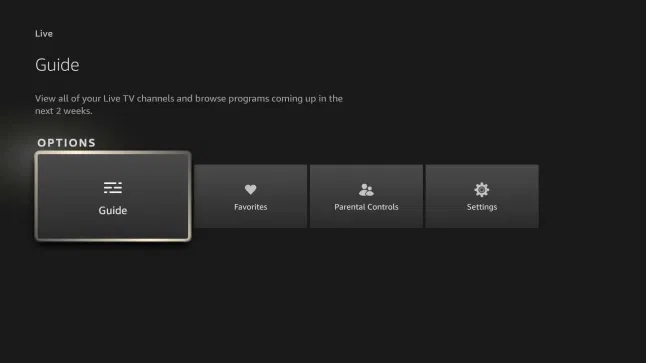 Live
Guide
View all of your Live TV channels and browse programs coming up in the
next 2 weeks.
OPTIONS
Guide
Favorites
Parental Controls
Settings